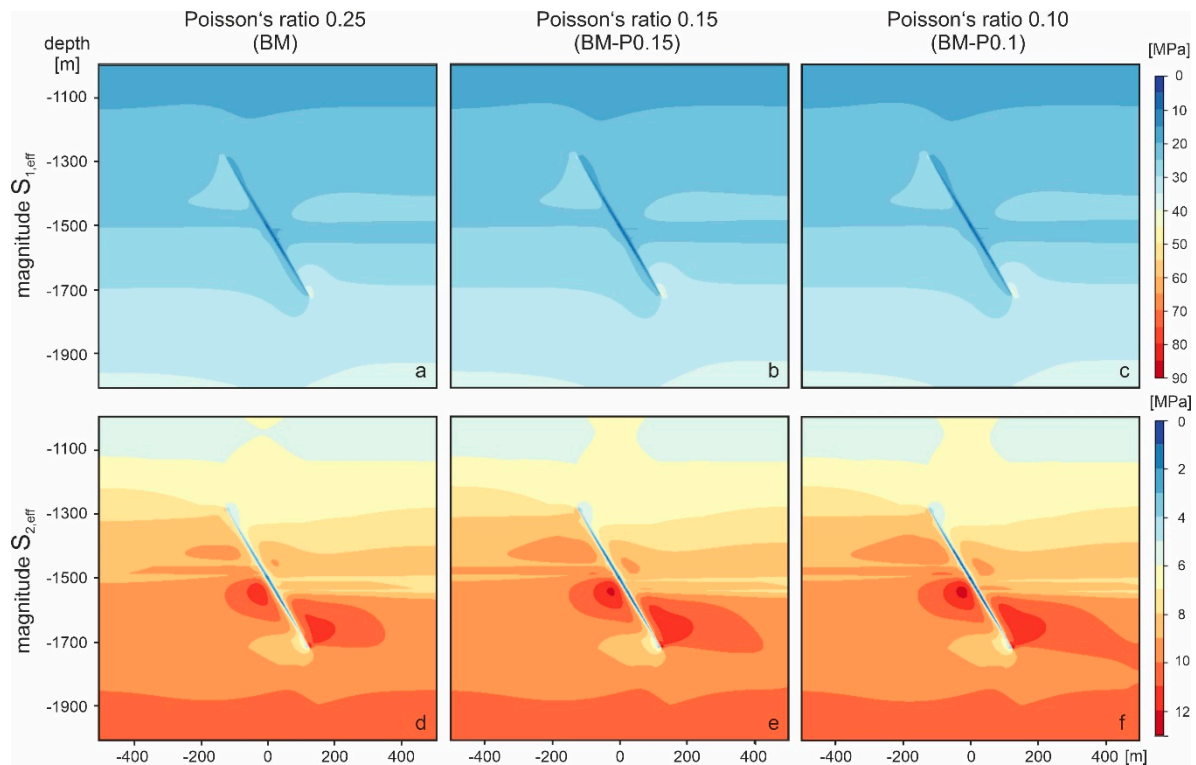 Poisson‘s ratio 0.25
(BM)
Poisson‘s ratio 0.15
(BM-P0.15)
Poisson‘s ratio 0.10
(BM-P0.1)
depth
[m]
[MPa]
magnitude S1,eff
-1100
-1300
-1500
-1700
-1900
a
b
c
0
10
20
30
40
50
60
70
80
90
[MPa]
magnitude S2,eff
-1100
-1300
-1500
-1700
-1900
d
e
f
0
2
4
6
8
10
12
-400 -200 0 200 400
-400 -200 0 200 400
-400 -200 0 200 400 [m]